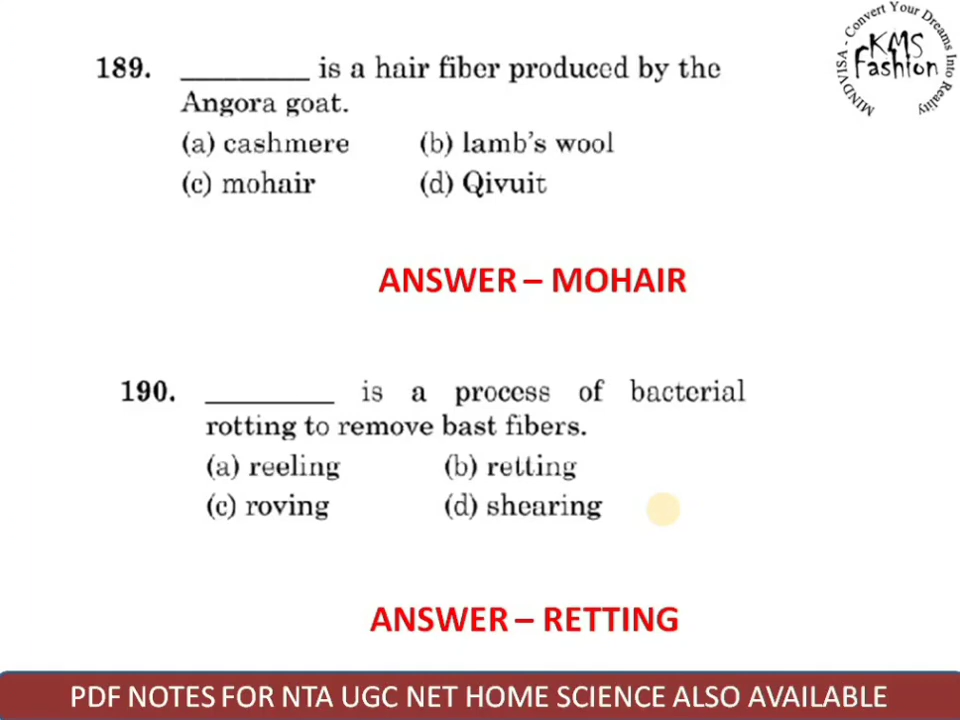 MINDVISA - Convert Your Dreams Into Reality
KMS
Fashion
189. ________ is a hair fiber produced by the
Angora goat.
(a) cashmere (b) lamb's wool
(c) mohair (d) Qivuit
ANSWER – MOHAIR
190. ________ is a process of bacterial
rotting to remove bast fibers.
(a) reeling (b) retting
(c) roving (d) shearing
ANSWER – RETTING
PDF NOTES FOR NTA UGC NET HOME SCIENCE ALSO AVAILABLE